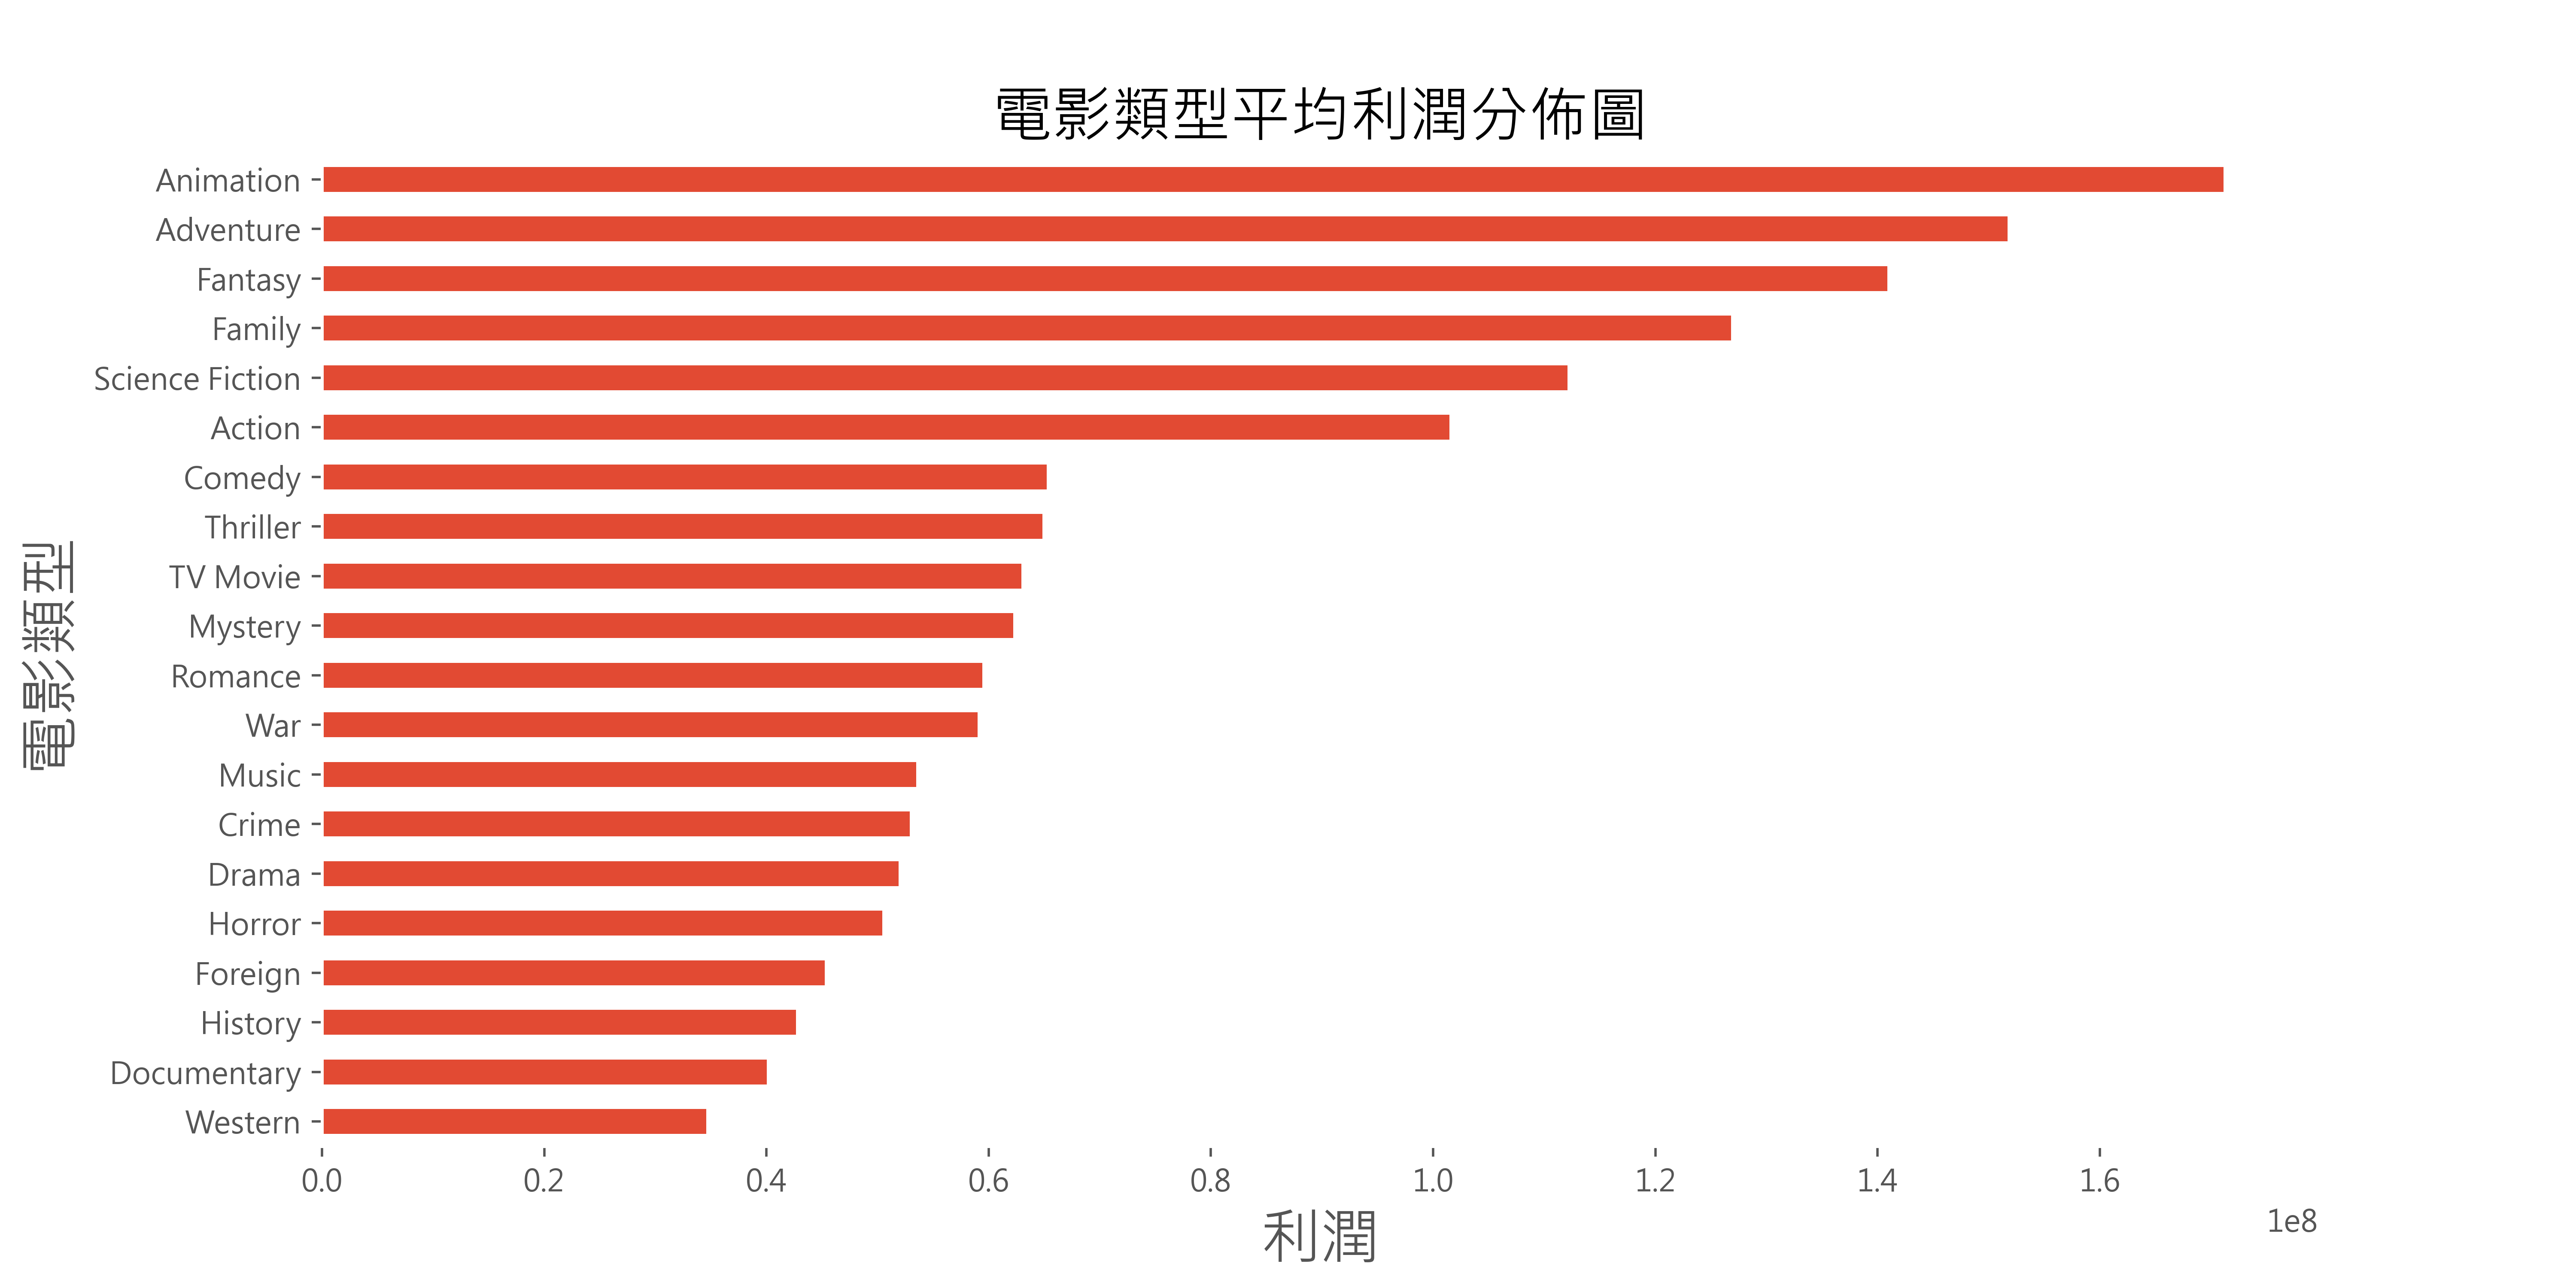 電影類型平均利潤分佈圖
電影類型
Animation
Adventure
Fantasy
Family
Science Fiction
Action
Comedy
Thriller
TV Movie
Mystery
Romance
War
Music
Crime
Drama
Horror
Foreign
History
Documentary
Western
0.0 0.2 0.4 0.6 0.8 1.0 1.2 1.4 1.6
1e8
利潤